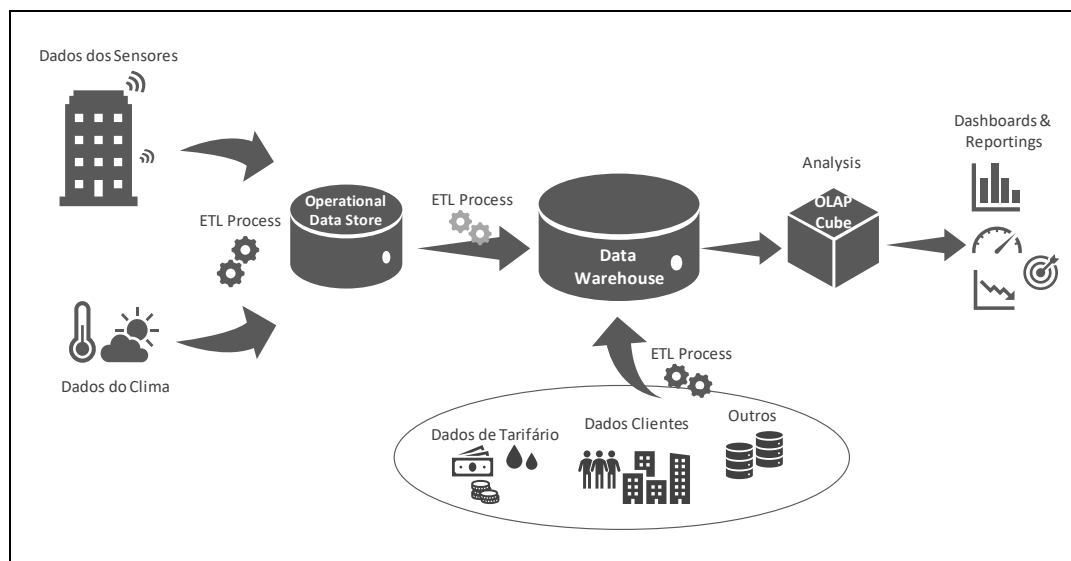 Dados dos Sensores
ETL Process
Dados do Clima
Operational
Data Store
ETL Process
Data
Warehouse
ETL Process
Dados de Tarifário
Dados Clientes
Outros
Analysis
OLAP
Cube
Dashboards &
Reportings